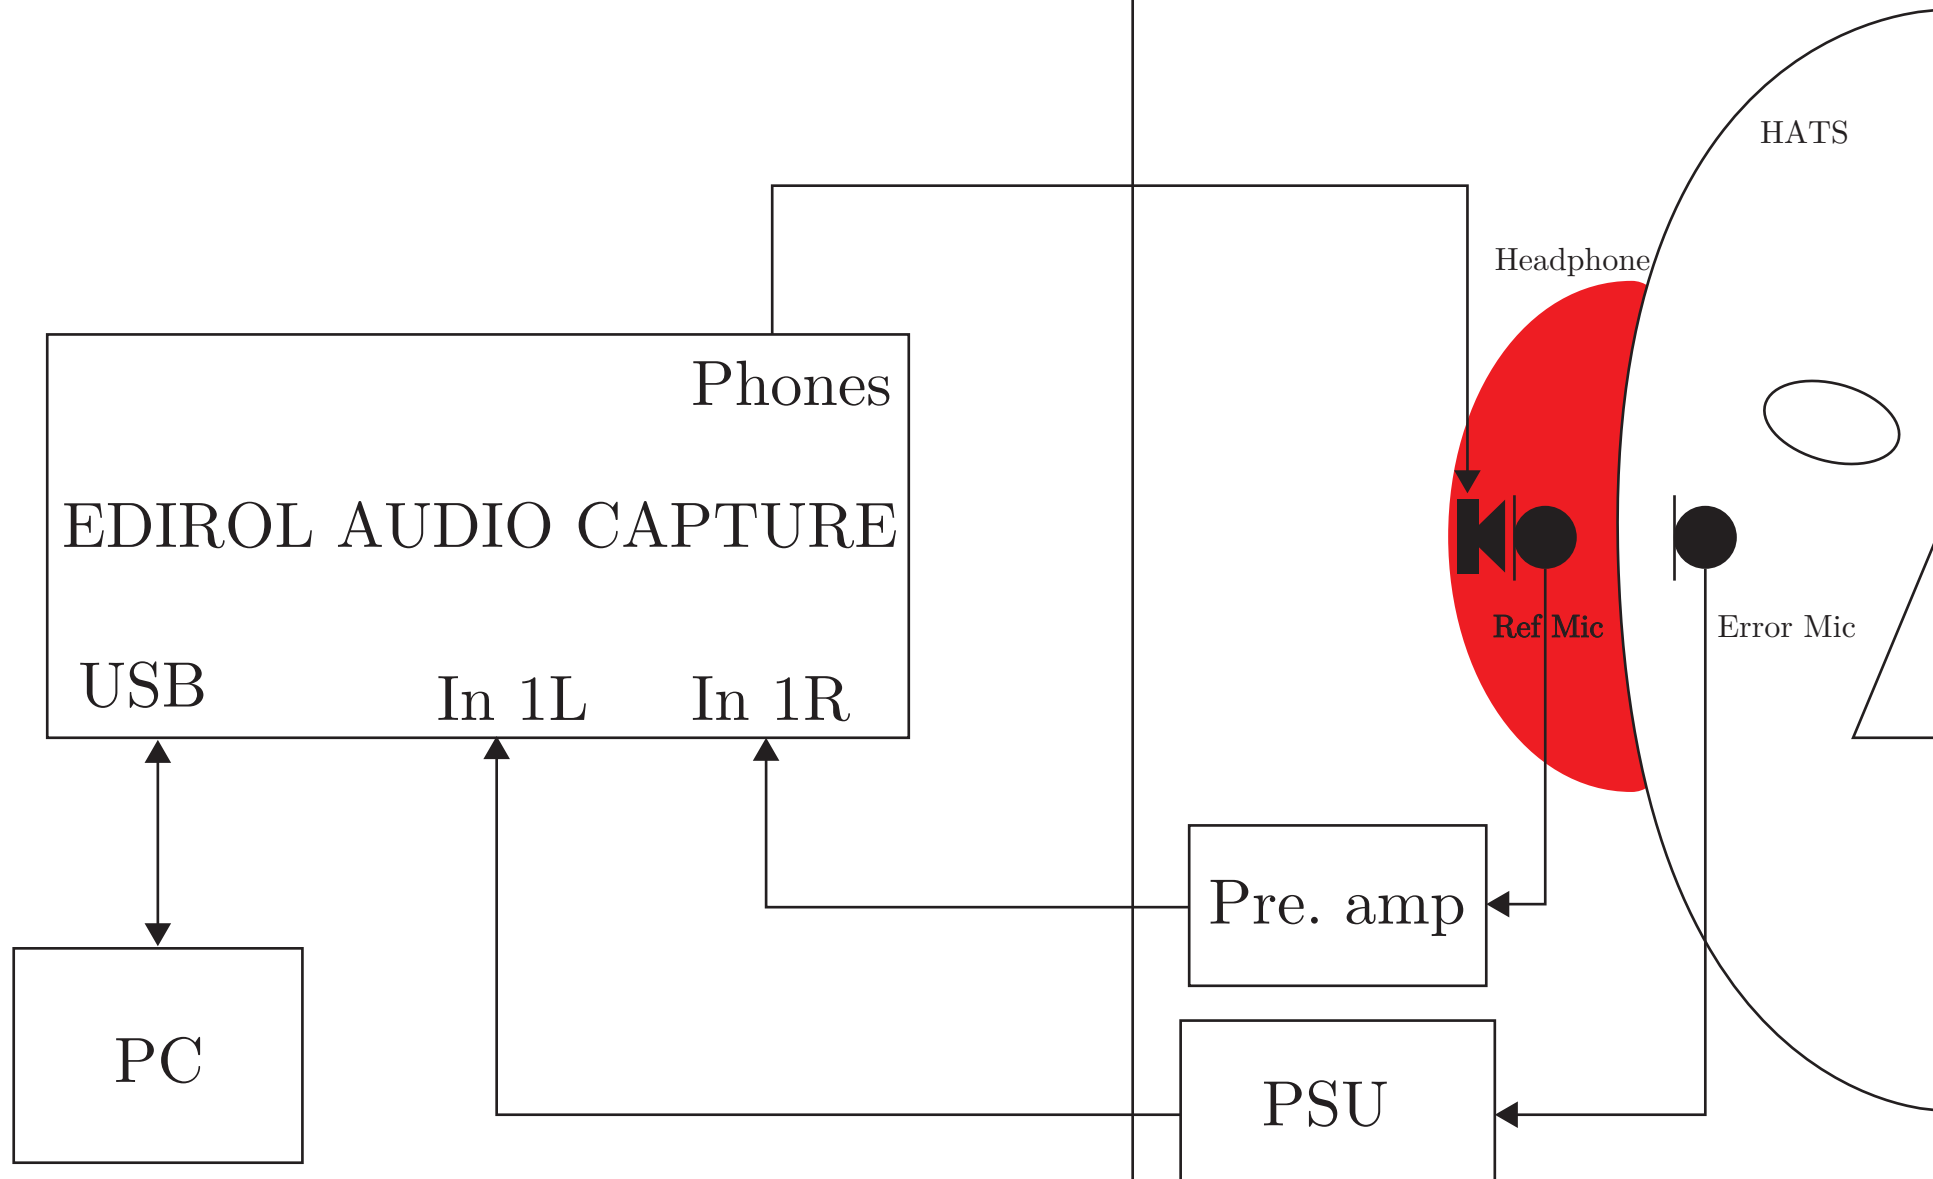 HATS
Headphone
Phones
EDIROL AUDIO CAPTURE
Ref Mic
Error Mic
USB
In 1L
In 1R
Pre. amp
PC
PSU